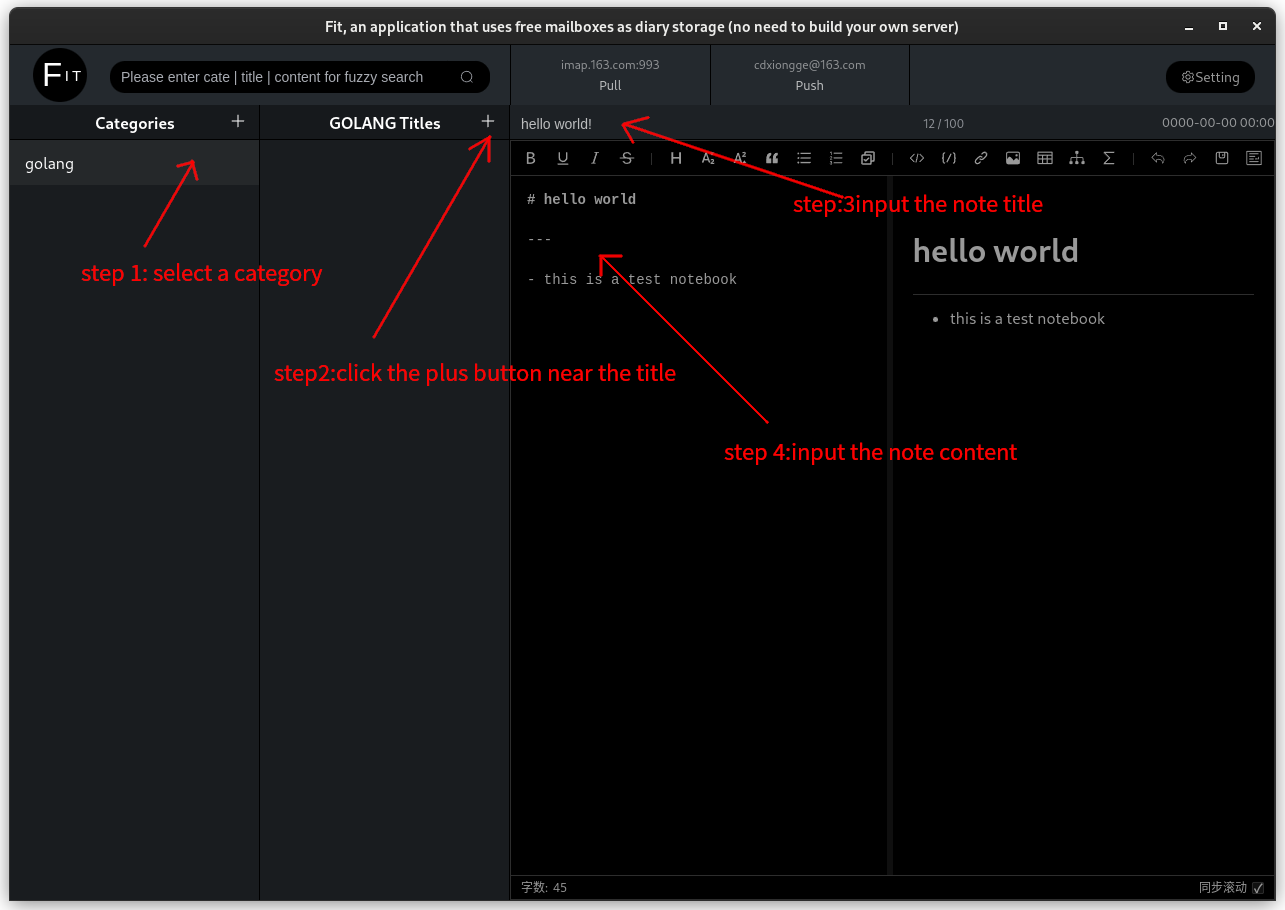 Fit, an application that uses free mailboxes as diary storage (no need to build your own server)
FIT
Please enter cate | title | content for fuzzy search
imap.163.com:993
Pull
cdxiongge@163.com
Push
Setting
Categories +
GOLANG Titles +
hello world!
12 / 100
0000-00-00 00:00
golang
B U I S | H A₂ A² | </> {/} Σ |
# hello world
---
- this is a test notebook
hello world
• this is a test notebook
step 1: select a category
step2:click the plus button near the title
step:3input the note title
step 4:input the note content
字数: 45
同步滚动 ✓